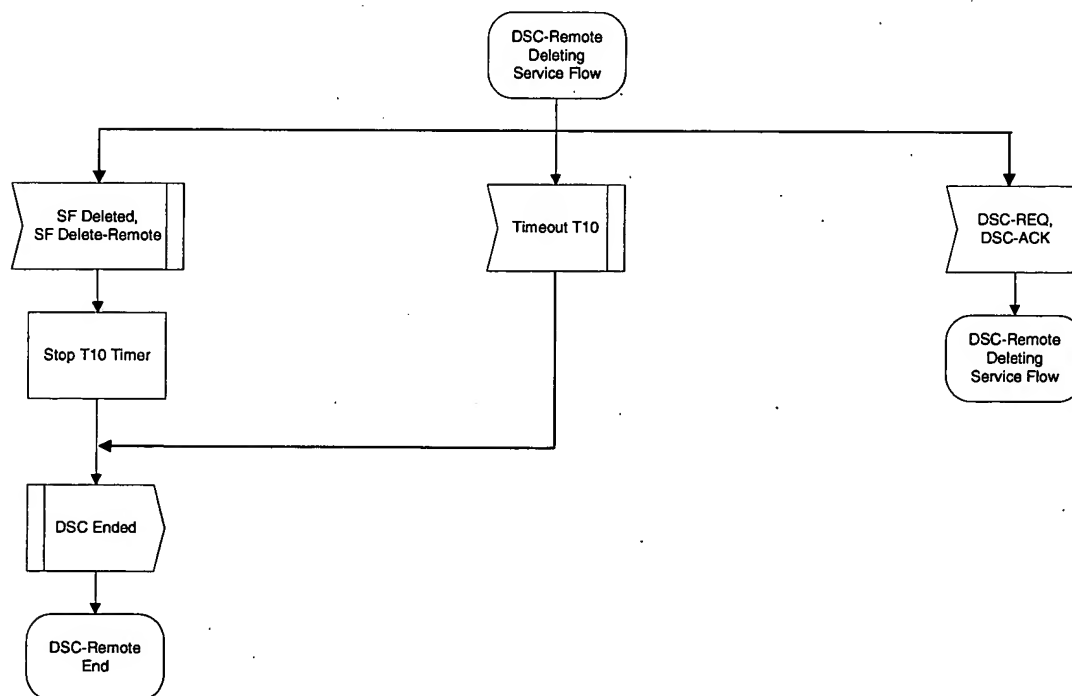 DSC-Remote
Deleting
Service Flow
SF Deleted,
SF Delete-Remote
Timeout T10
DSC-REQ,
DSC-ACK
Stop T10 Timer
DSC-Remote
Deleting
Service Flow
DSC Ended
DSC-Remote
End